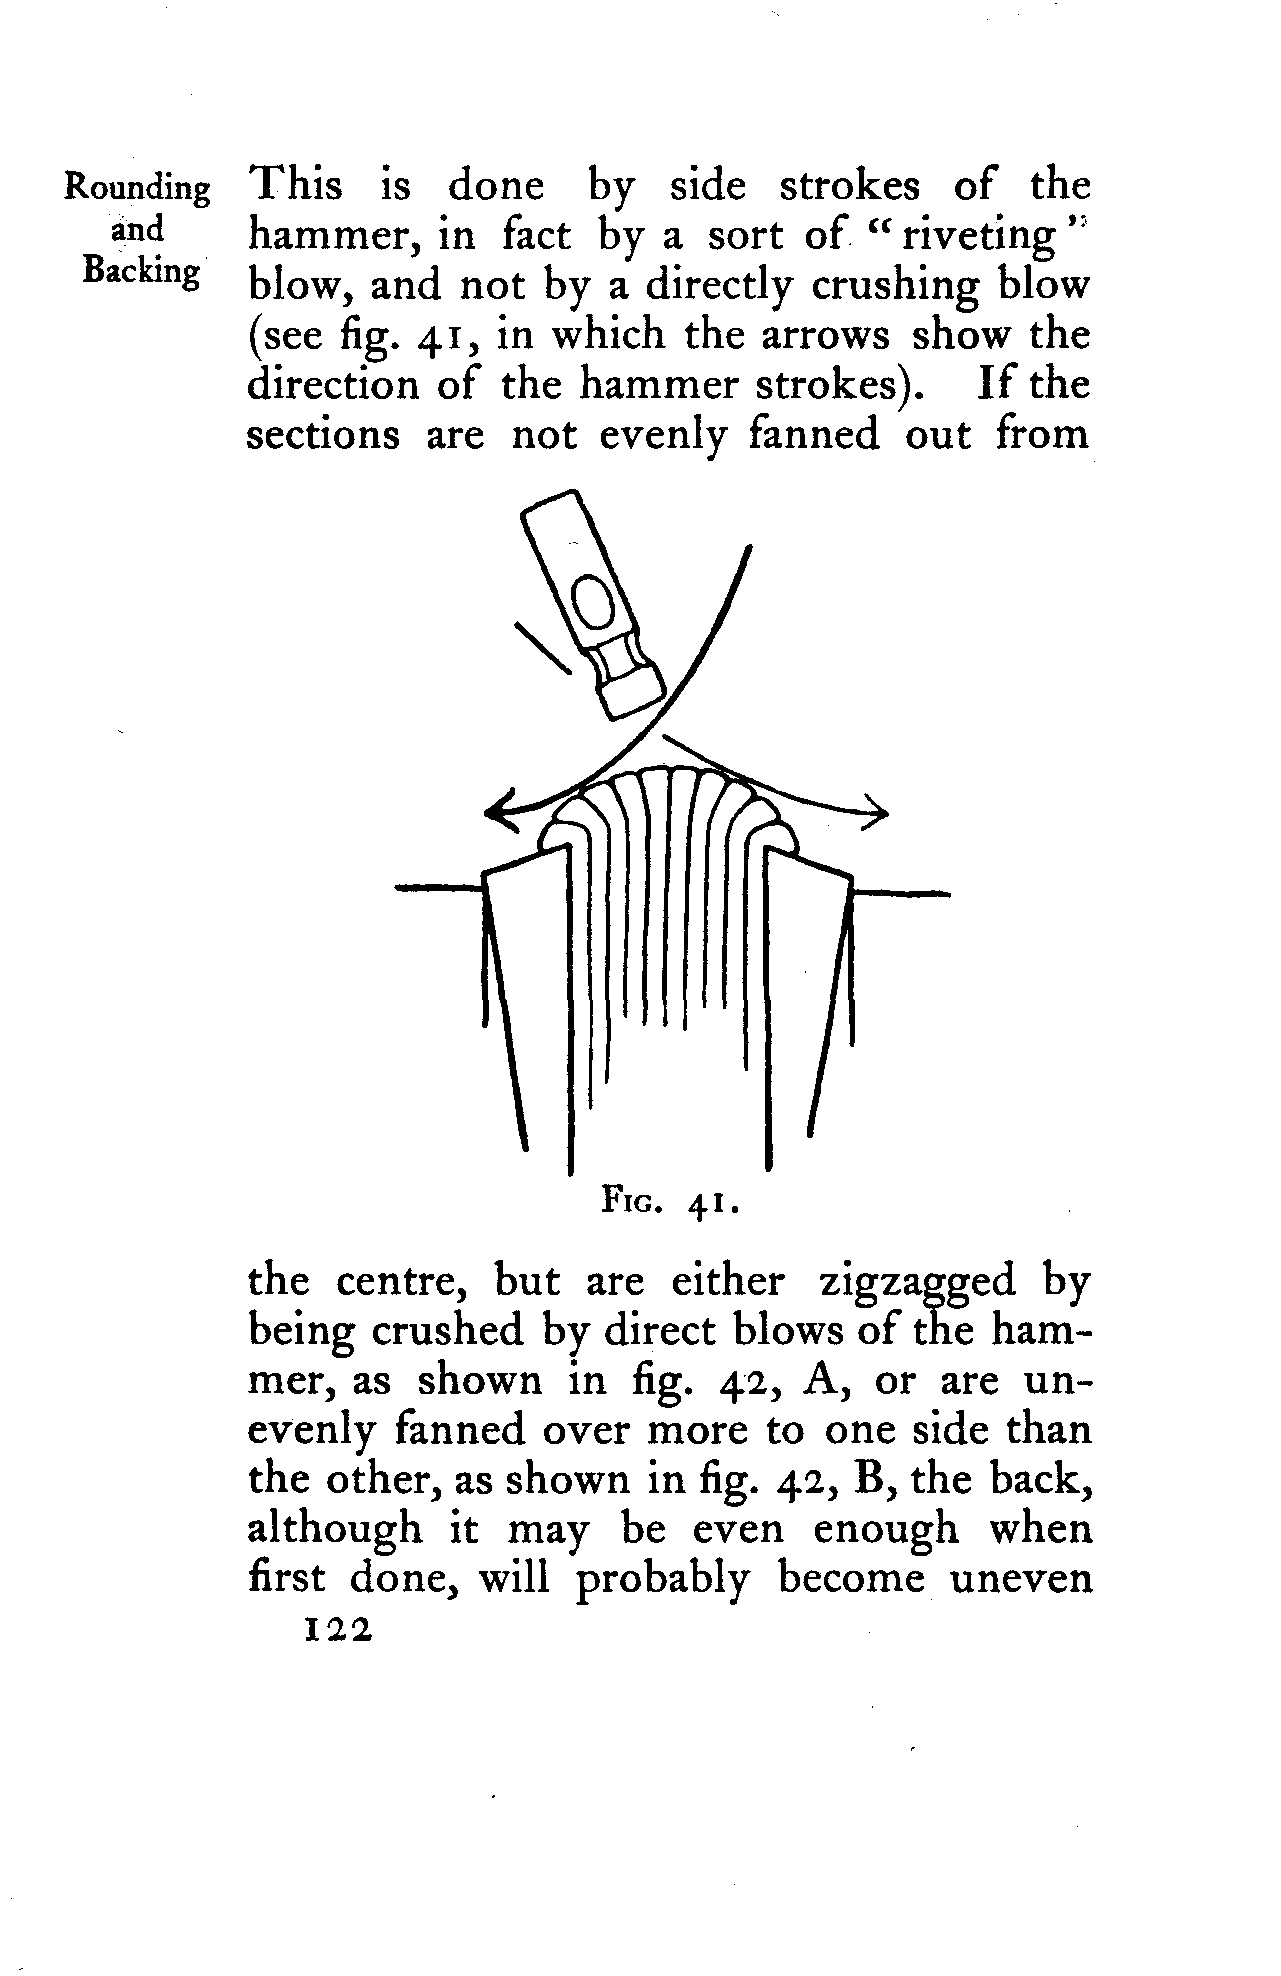 Rounding
and
Backing
This is done by side strokes of the
hammer, in fact by a sort of “ riveting ”
blow, and not by a directly crushing blow
(see fig. 41, in which the arrows show the
direction of the hammer strokes). If the
sections are not evenly fanned out from
Fig. 41.
the centre, but are either zigzagged by
being crushed by direct blows of the ham-
mer, as shown in fig. 42, A, or are un-
evenly fanned over more to one side than
the other, as shown in fig. 42, B, the back,
although it may be even enough when
first done, will probably become uneven
122